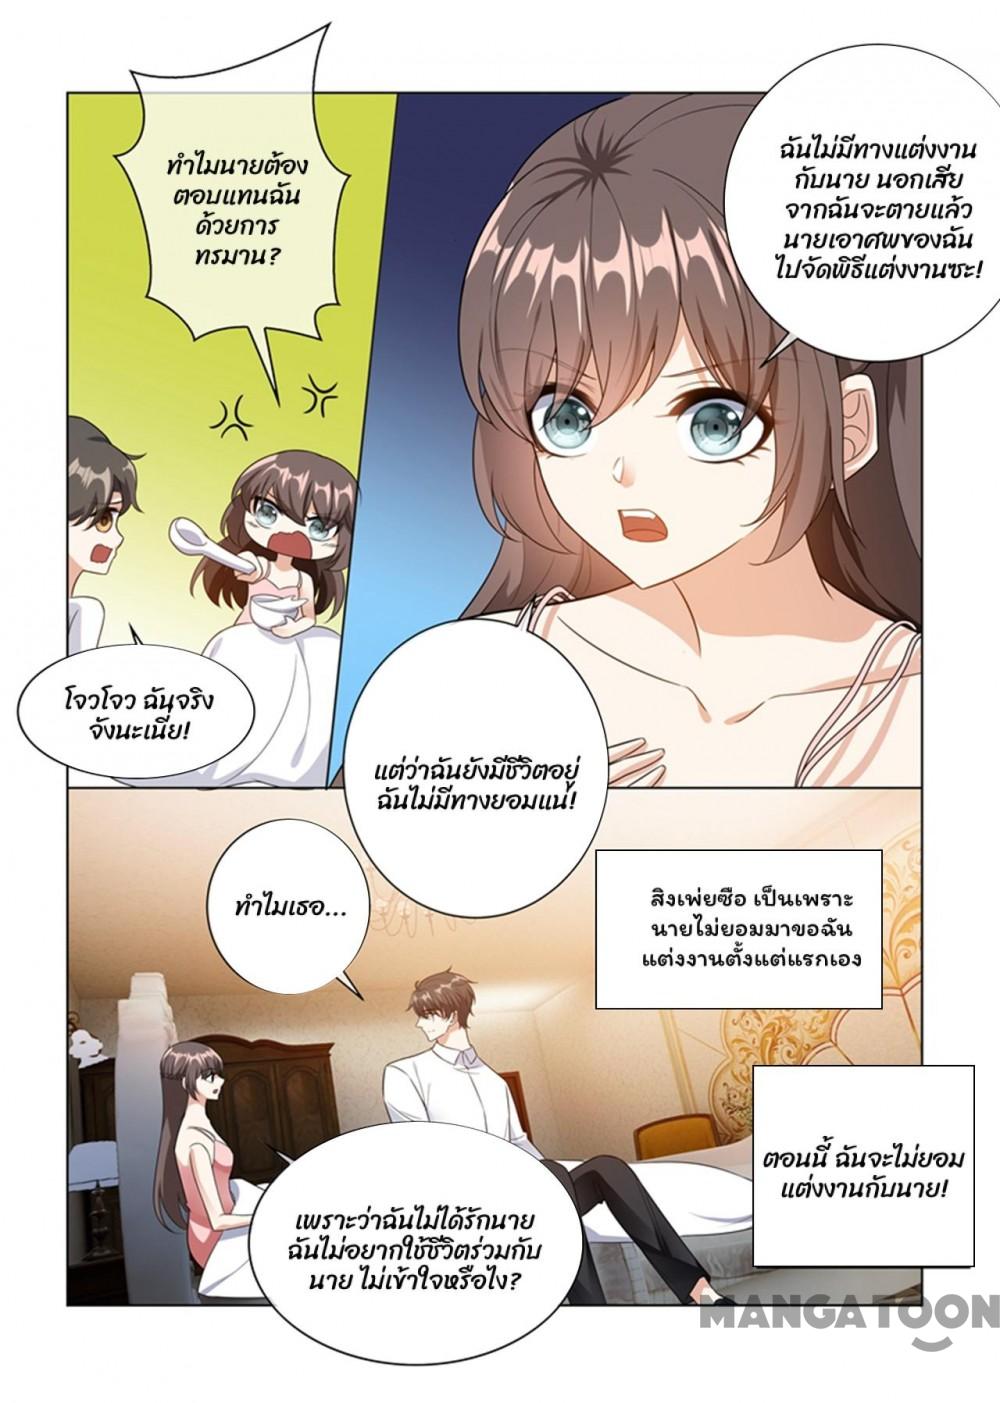 ทำไมนายต้อง
ตอบแทนฉัน
ด้วยการ
ทรมาน?
ฉันไม่มีทางแต่งงาน
กับนาย นอกเสีย
จากฉันจะตายแล้ว
นายเอาศพของฉัน
ไปจัดพิธีแต่งงานซะ!
โจวโจว ฉันจริง
จังนะเนี่ย!
แต่ว่าฉันยังมีชีวิตอยู่
ฉันไม่มีทางยอมแน่!
ทำไมเธอ...
สิงเพ่ยซือ เป็นเพราะ
นายไม่ยอมมาขอฉัน
แต่งงานตั้งแต่แรกเอง
ตอนนี้ ฉันจะไม่ยอม
แต่งงานกับนาย!
เพราะว่าฉันไม่ได้รักนาย
ฉันไม่อยากใช้ชีวิตร่วมกับ
นาย ไม่เข้าใจหรือไง?
MANGATOON